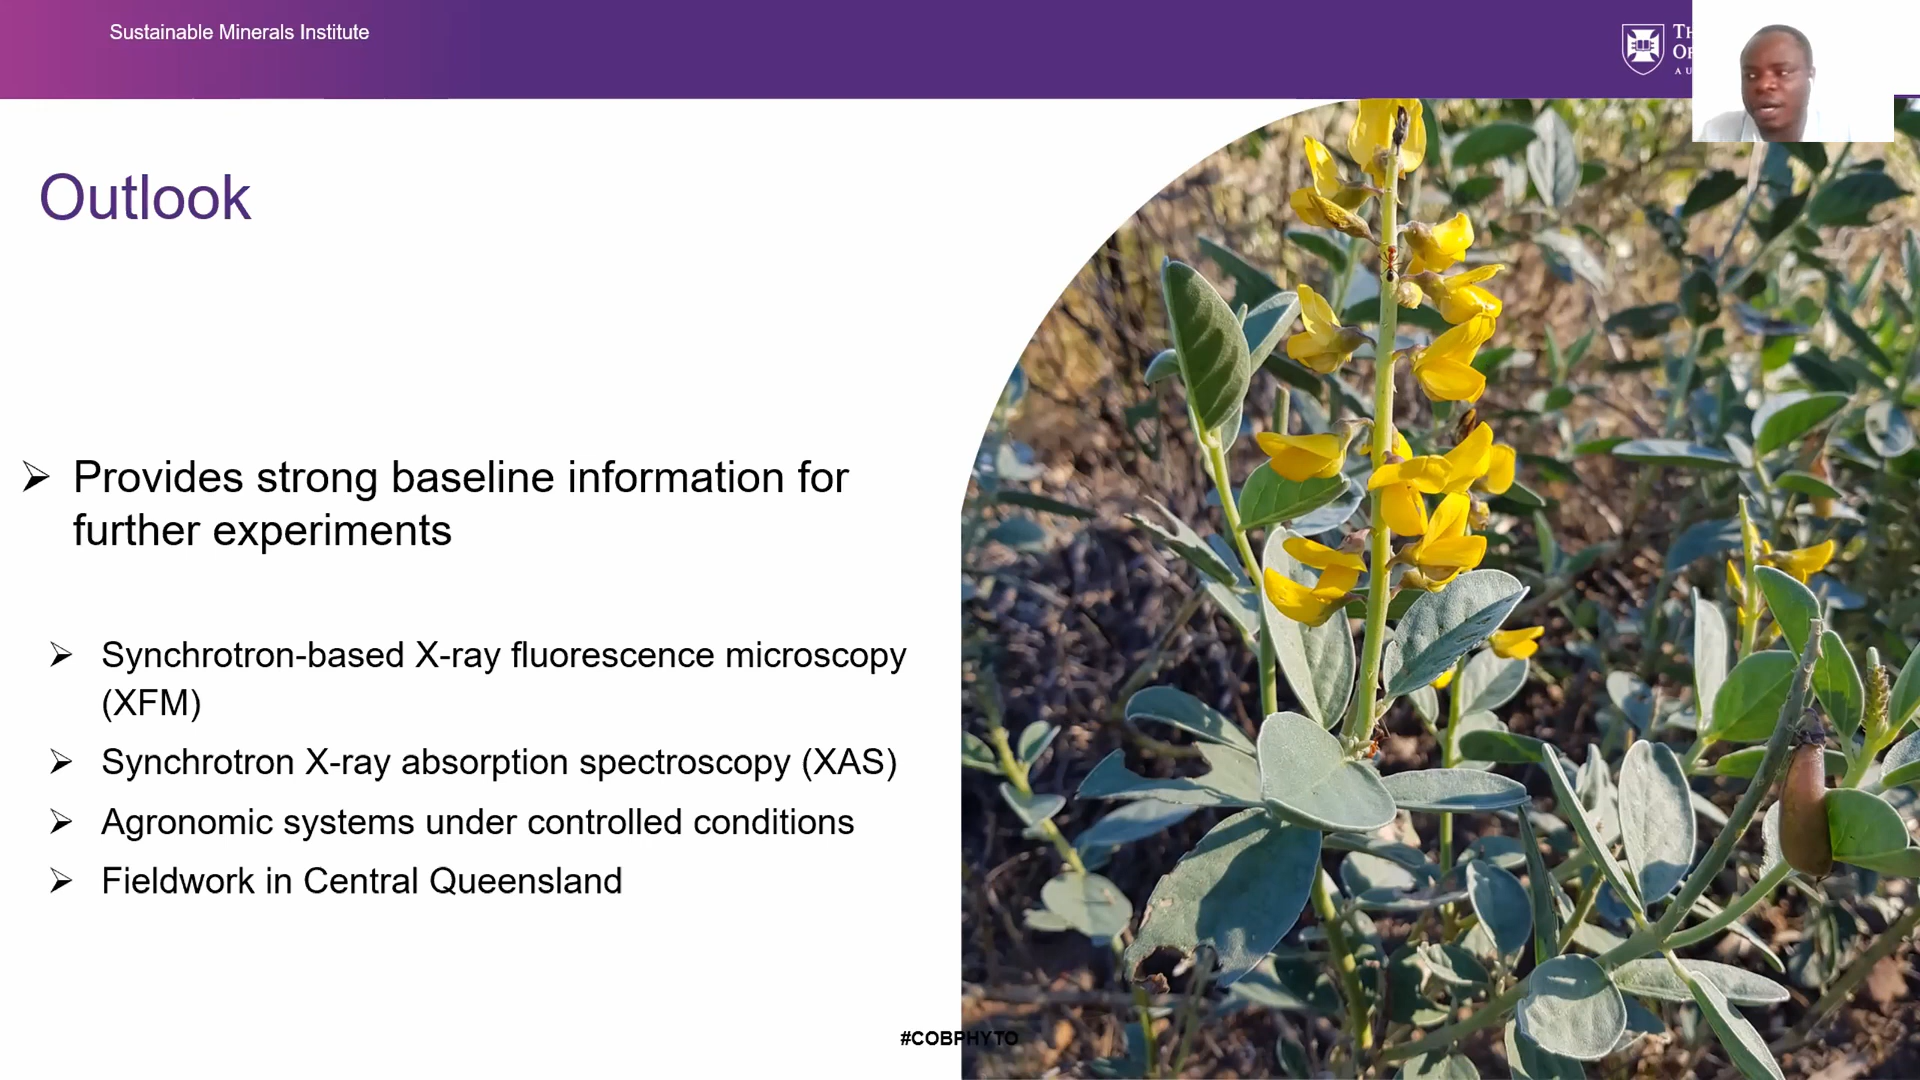 Sustainable Minerals Institute
Outlook
➢ Provides strong baseline information for
further experiments
➢ Synchrotron-based X-ray fluorescence microscopy
(XFM)
➢ Synchrotron X-ray absorption spectroscopy (XAS)
➢ Agronomic systems under controlled conditions
➢ Fieldwork in Central Queensland
#COBPHYTO